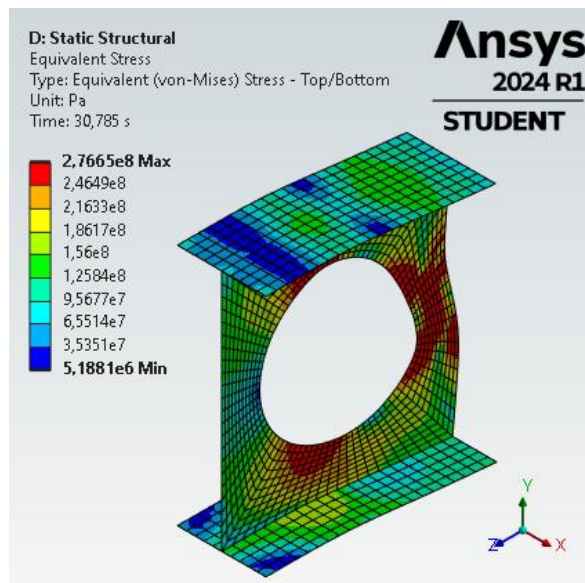 D: Static Structural
Equivalent Stress
Type: Equivalent (von-Mises) Stress - Top/Bottom
Unit: Pa
Time: 30,785 s
Ansys
2024 R1
STUDENT
2,7665e8 Max
2,4649e8
2,1633e8
1,8617e8
1,56e8
1,2584e8
9,5677e7
6,5514e7
3,5351e7
5,1881e6 Min
Y
Z
X